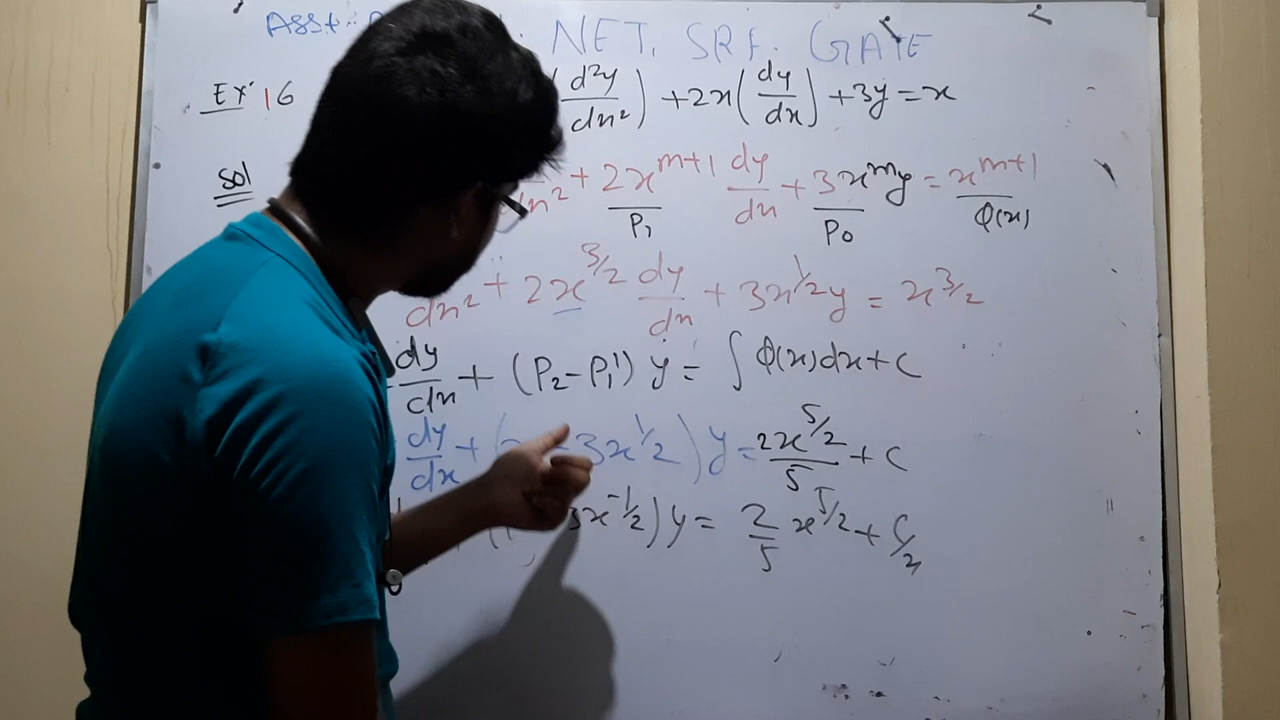 Asst. NET, SRF. GATE
Ex 16 (d²y/dx²) + 2x(dy/dx) + 3y = x
Sol dx² + 2x^{m+1} dy/dx + 3x^m y = x^{m+1}
P₁ P₀ Φ(x)
dx² + 2x^{3/2} dy/dx + 3x^{1/2} y = x^{3/2}
dy/dx + (P₂ - P₁') y = ∫ Φ(x)dx + C
dy/dx + ( 3x^{1/2}) y = 2x^{5/2}/5 + C
3x^{-1/2}) y = 2/5 x^{5/2} + C/x